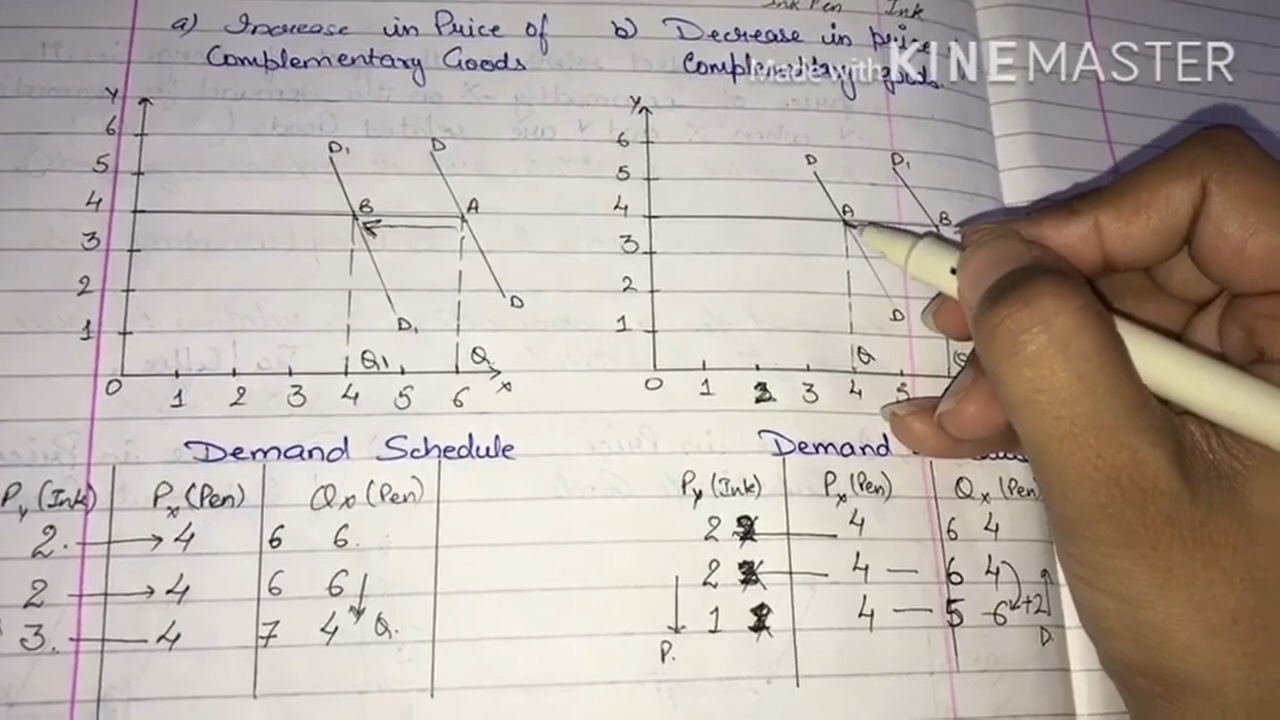 Ink Pen Ink
a) Increase in Price of
Complementary Goods
b) Decrease in price
Complementary goods.
Made with KINEMASTER
Y
6
5
4
3
2
1
0 1 2 3 4 5 6 x
D1 D
B A
D1 D
Q1 Q
Y
6
5
4
3
2
1
0 1 2 3 4 5
D D1
A B
D
Q Q
Demand Schedule
Py (Ink) Px (Pen) Qx (Pen)
2. 4 6 6.
2 4 6 6
3. 4 7 4 Q.
Demand
Py (Ink) Px (Pen) Qx (Pen)
2 4 6 4
2 4 6 4
1 4 5 6 +2
P. D.